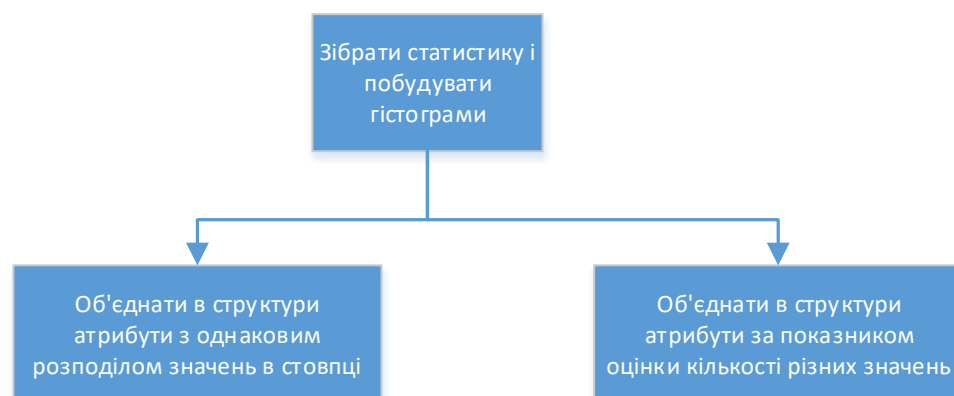 Зібрати статистику і
побудувати
гістограми
Об'єднати в структури
атрибути з однаковим
розподілом значень в стовпці
Об'єднати в структури
атрибути за показником
оцінки кількості різних значень